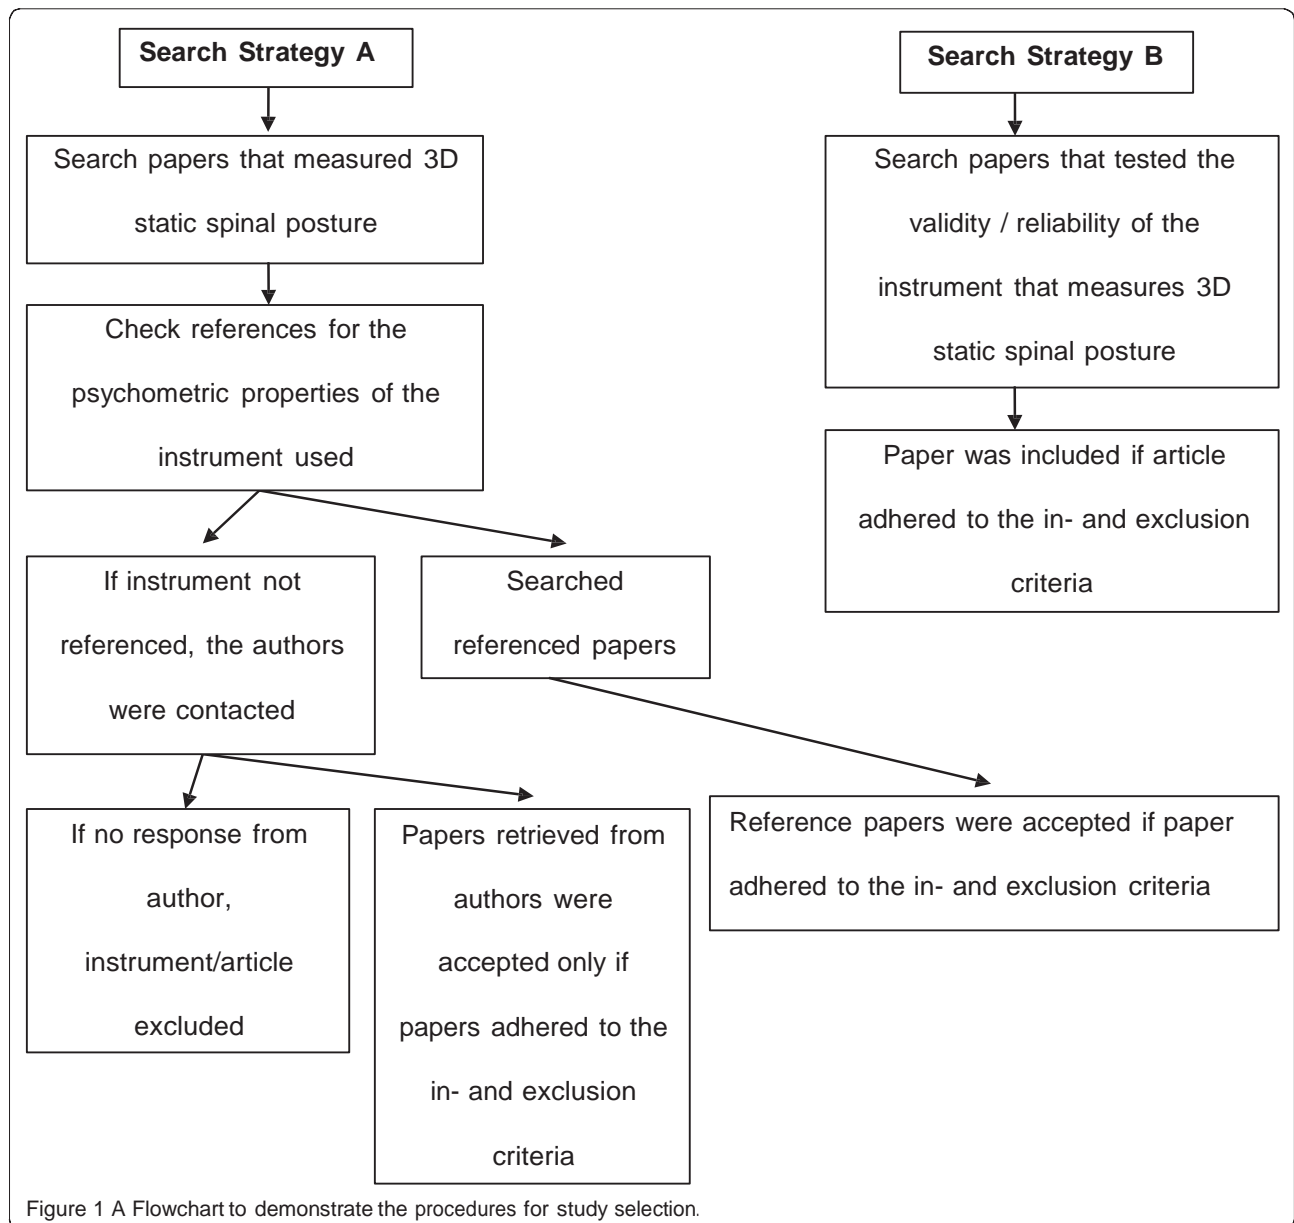 Search Strategy A
Search papers that measured 3D
static spinal posture
Check references for the
psychometric properties of the
instrument used
If instrument not
referenced, the authors
were contacted
Searched
referenced papers
If no response from
author,
instrument/article
excluded
Papers retrieved from
authors were
accepted only if
papers adhered to the
in- and exclusion
criteria
Reference papers were accepted if paper
adhered to the in- and exclusion criteria
Search Strategy B
Search papers that tested the
validity / reliability of the
instrument that measures 3D
static spinal posture
Paper was included if article
adhered to the in- and exclusion
criteria
Figure 1 A Flowchart to demonstrate the procedures for study selection.